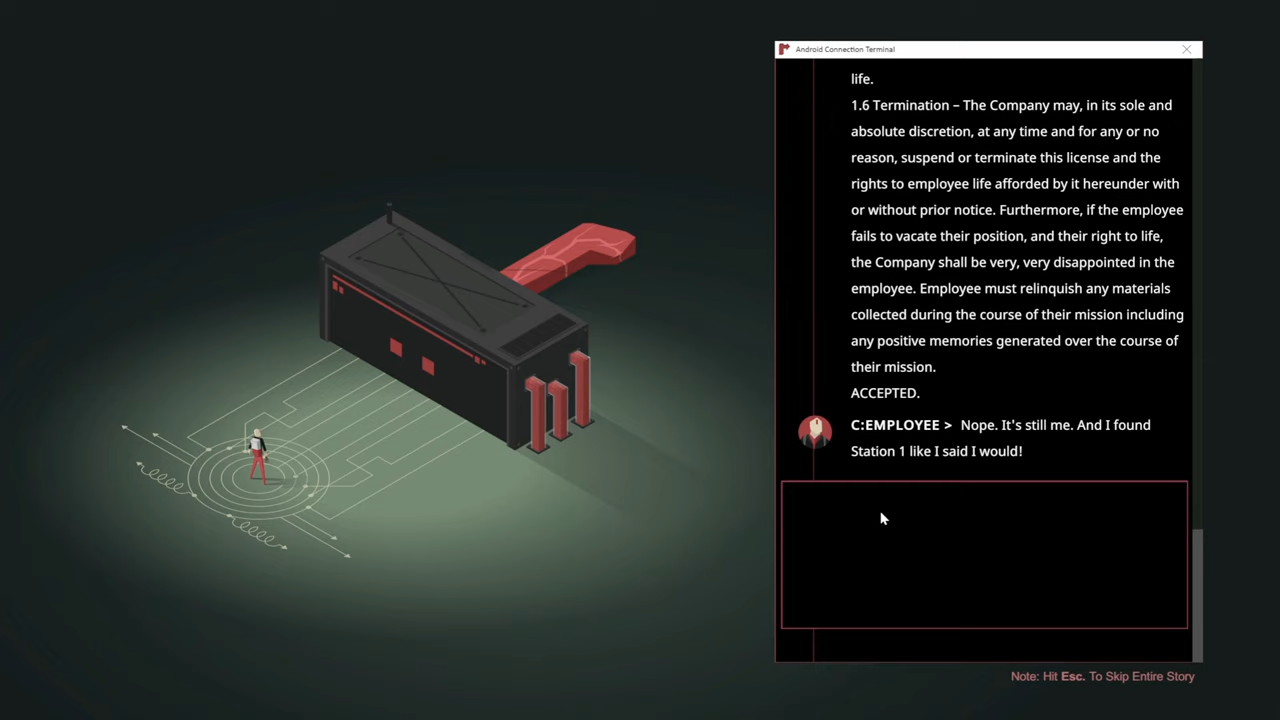 Android Connection Terminal
life.
1.6 Termination – The Company may, in its sole and
absolute discretion, at any time and for any or no
reason, suspend or terminate this license and the
rights to employee life afforded by it hereunder with
or without prior notice. Furthermore, if the employee
fails to vacate their position, and their right to life,
the Company shall be very, very disappointed in the
employee. Employee must relinquish any materials
collected during the course of their mission including
any positive memories generated over the course of
their mission.
ACCEPTED.
C:EMPLOYEE > Nope. It's still me. And I found
Station 1 like I said I would!
Note: Hit Esc. To Skip Entire Story